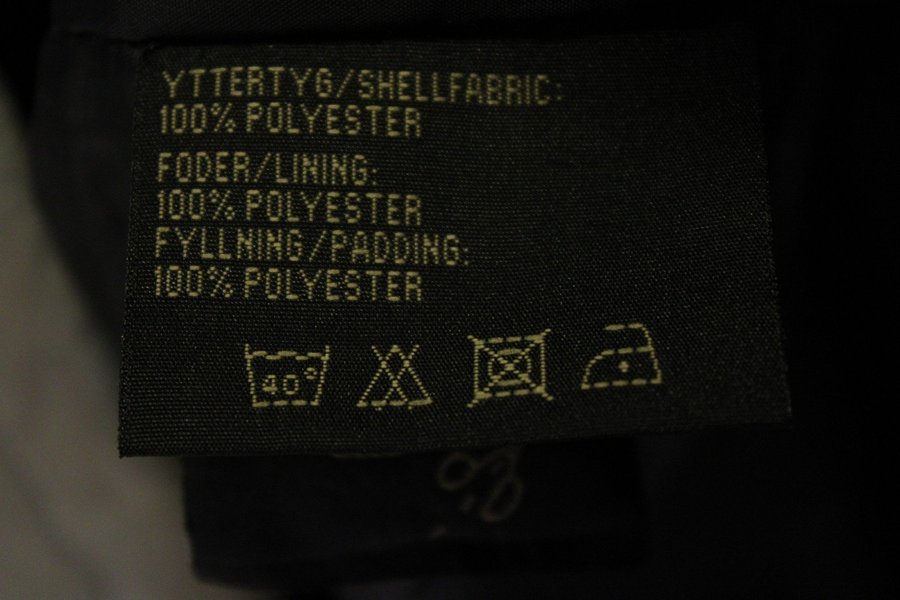 YTTERTYG/SHELLFABRIC:
100% POLYESTER
FODER/LINING:
100% POLYESTER
FYLLNING/PADDING:
100% POLYESTER
40°